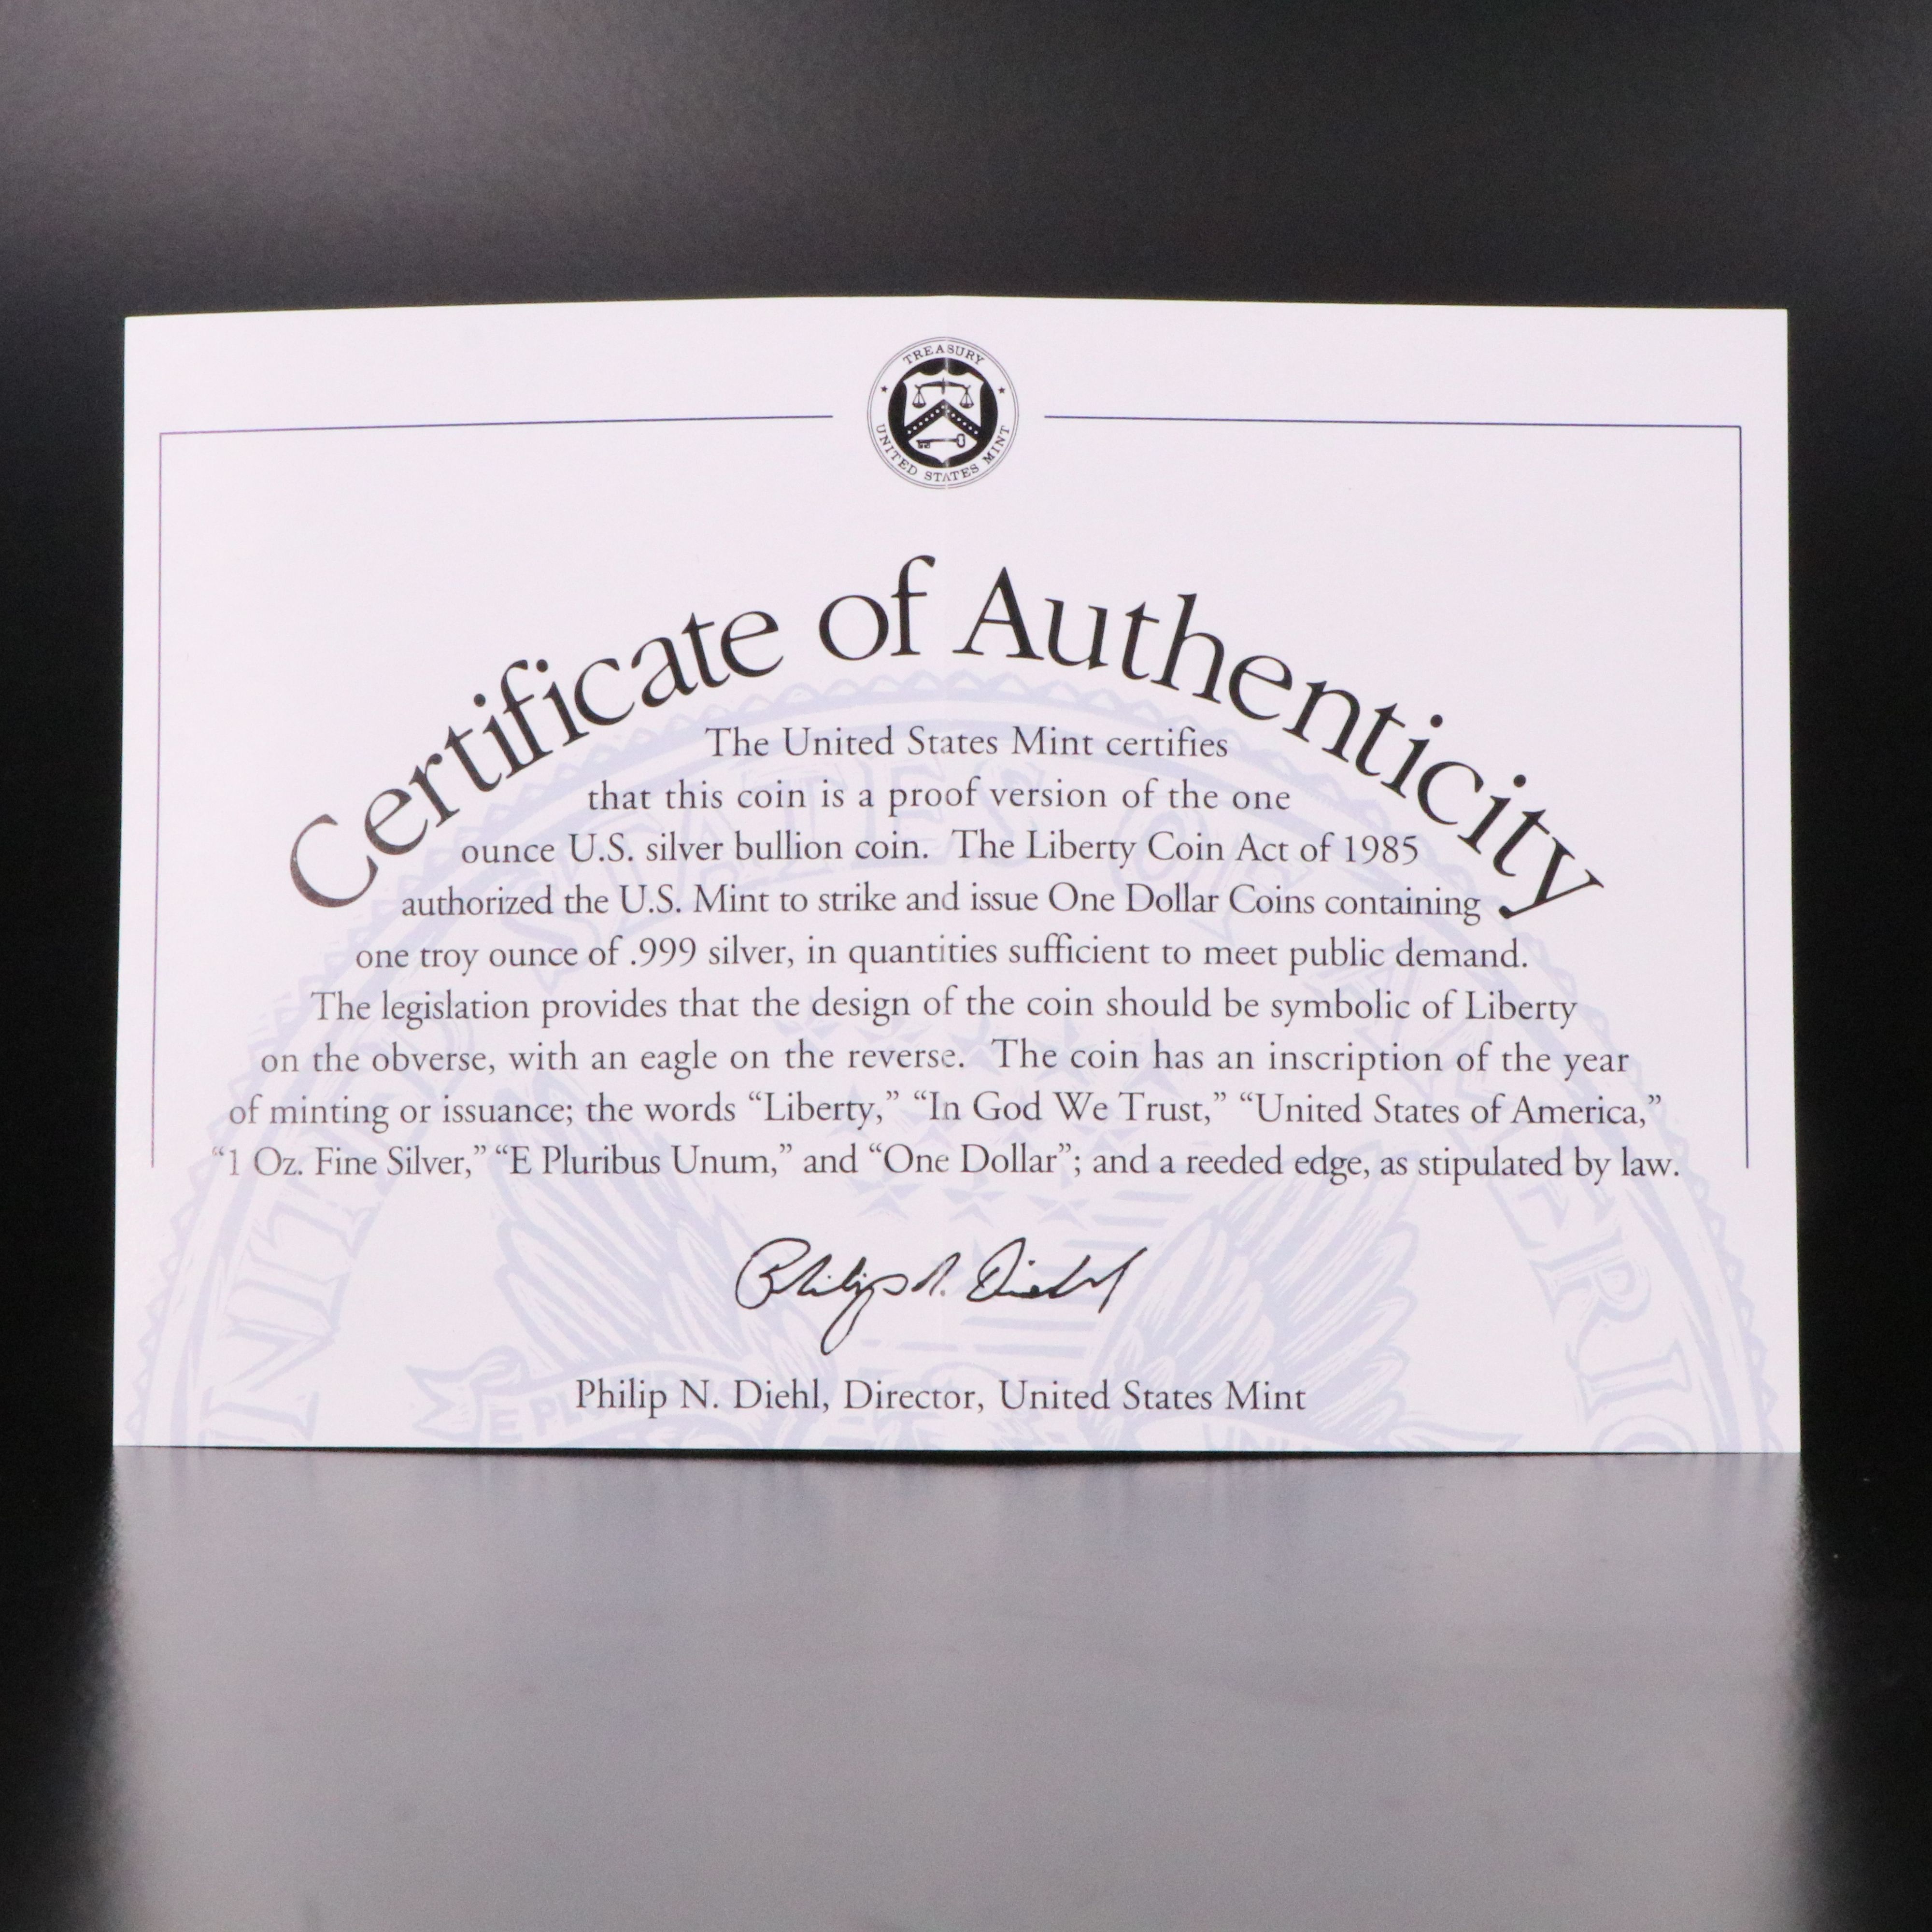 TREASURY
UNITED STATES MINT
Certificate of Authenticity
The United States Mint certifies
that this coin is a proof version of the one
ounce U.S. silver bullion coin. The Liberty Coin Act of 1985
authorized the U.S. Mint to strike and issue One Dollar Coins containing
one troy ounce of .999 silver, in quantities sufficient to meet public demand.
The legislation provides that the design of the coin should be symbolic of Liberty
on the obverse, with an eagle on the reverse. The coin has an inscription of the year
of minting or issuance; the words “Liberty,” “In God We Trust,” “United States of America,”
“1 Oz. Fine Silver,” “E Pluribus Unum,” and “One Dollar”; and a reeded edge, as stipulated by law.
Philip N. Diehl
Philip N. Diehl, Director, United States Mint